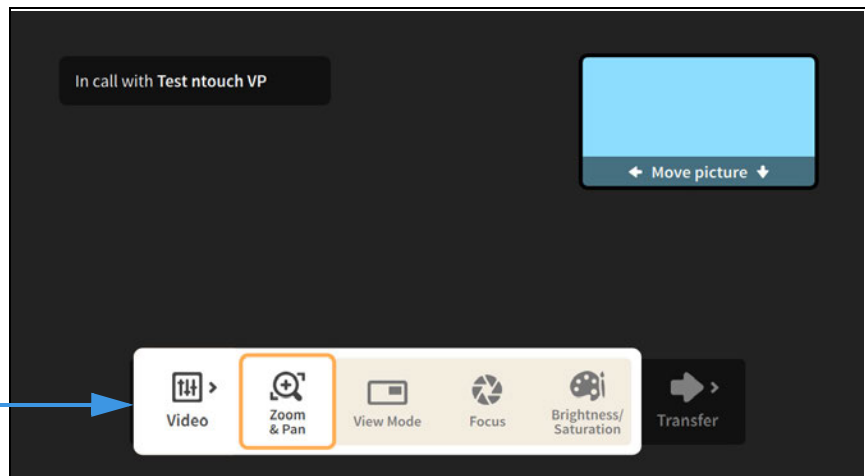 In call with Test ntouch VP
Move picture
Video
Zoom
& Pan
View Mode
Focus
Brightness/
Saturation
Transfer